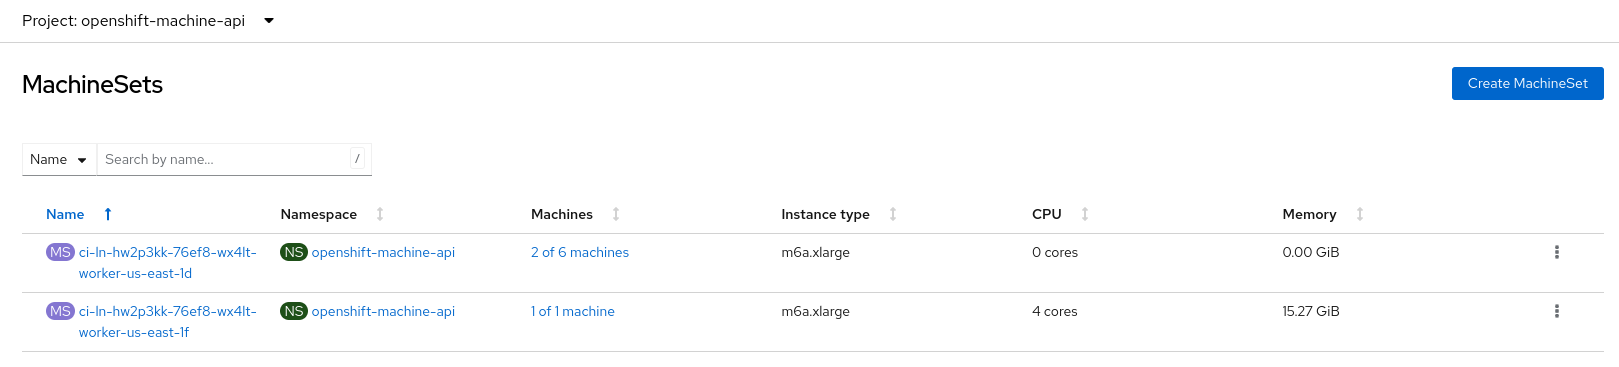 Project: openshift-machine-api
MachineSets
Create MachineSet
Name Search by name... /
Name Namespace Machines Instance type CPU Memory
MS ci-ln-hw2p3kk-76ef8-wx4lt- NS openshift-machine-api 2 of 6 machines m6a.xlarge 0 cores 0.00 GiB
worker-us-east-1d
MS ci-ln-hw2p3kk-76ef8-wx4lt- NS openshift-machine-api 1 of 1 machine m6a.xlarge 4 cores 15.27 GiB
worker-us-east-1f